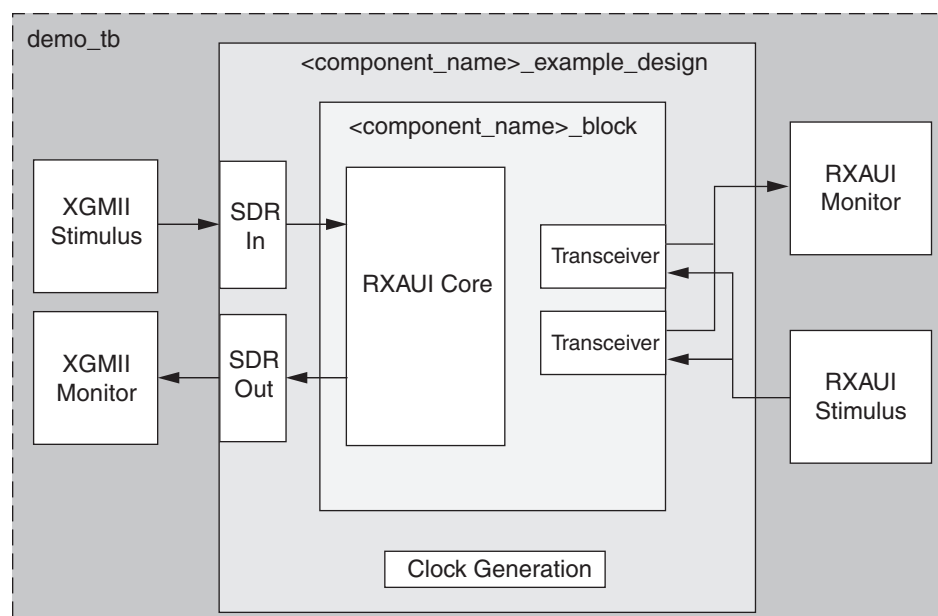 demo_tb
<component_name>_example_design
<component_name>_block
XGMII
Stimulus
SDR
In
RXAUI Core
Transceiver
RXAUI
Monitor
XGMII
Monitor
SDR
Out
Transceiver
RXAUI
Stimulus
Clock Generation